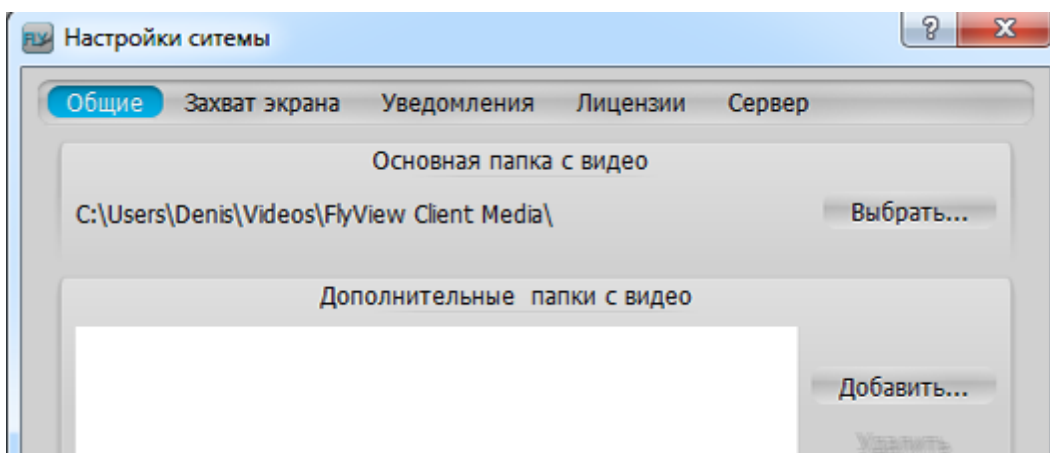 FLY
Настройки ситемы
Общие Захват экрана Уведомления Лицензии Сервер
Основная папка с видео
C:\Users\Denis\Videos\FlyView Client Media\ Выбрать...
Дополнительные папки с видео
Добавить...
Удалить